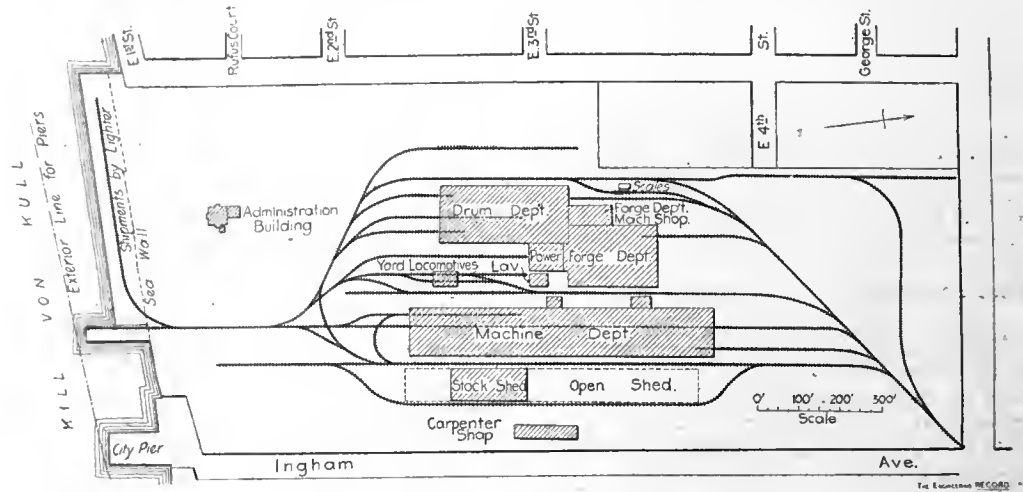 E 1st St.
Rufus Court
E 2nd St
E 3rd St
St.
E 4th
George St.
KILL VON KULL
Exterior Line for Piers
Shipments by Lighter
Sea Wall
Administration
Building
Drum Dept.
Scales
Forge Dep't.
Mach Shop.
Power
Forge Dept.
Yard Locomotives
Lav.
Machine Dept.
Stock Shed
Open Shed.
0' 100' 200' 300'
Scale
Carpenter
Shop
City Pier
Ingham Ave.
THE ENGINEERING RECORD